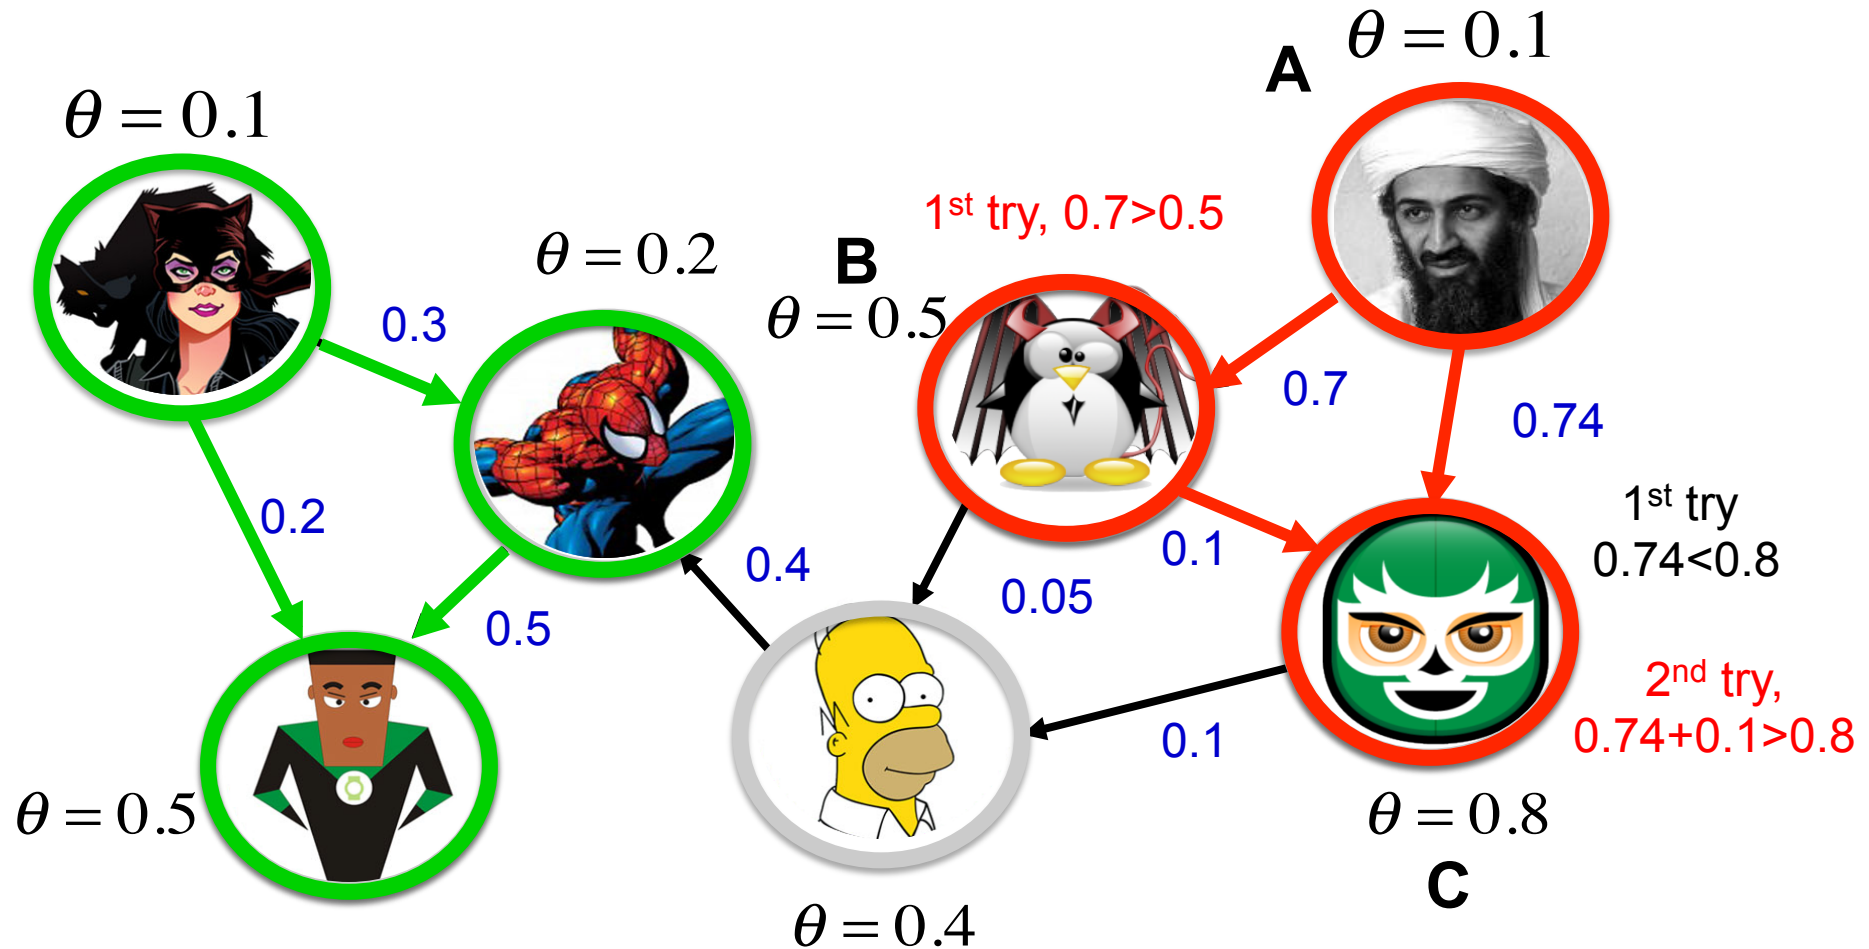 θ = 0.1
A
θ = 0.1
1st try, 0.7>0.5
B
θ = 0.2
θ = 0.5
0.3
0.7
0.74
0.2
1st try
0.74<0.8
0.1
0.4
0.05
0.5
2nd try,
0.74+0.1>0.8
0.1
θ = 0.5
θ = 0.8
C
θ = 0.4